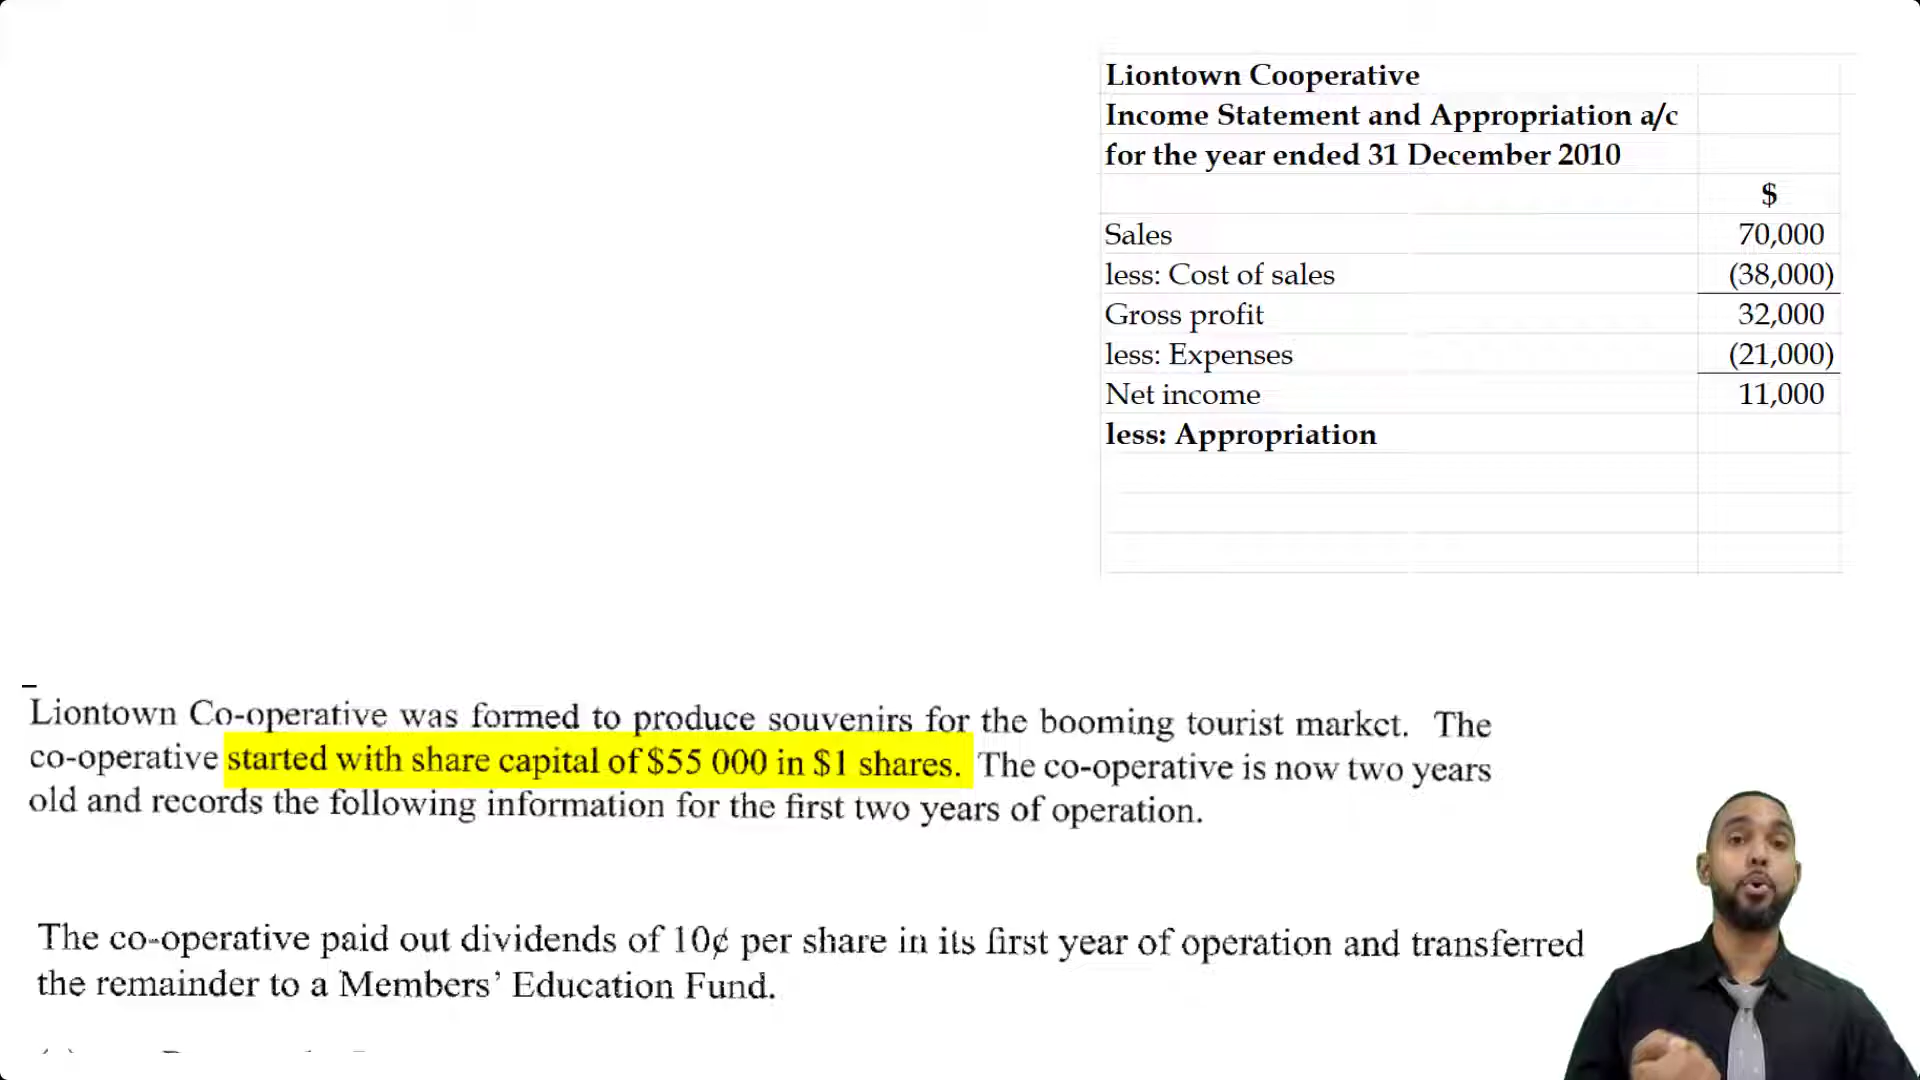 Liontown Cooperative
Income Statement and Appropriation a/c
for the year ended 31 December 2010
$
Sales 70,000
less: Cost of sales (38,000)
Gross profit 32,000
less: Expenses (21,000)
Net income 11,000
less: Appropriation
Liontown Co-operative was formed to produce souvenirs for the booming tourist market. The
co-operative started with share capital of $55 000 in $1 shares. The co-operative is now two years
old and records the following information for the first two years of operation.
The co-operative paid out dividends of 10¢ per share in its first year of operation and transferred
the remainder to a Members' Education Fund.